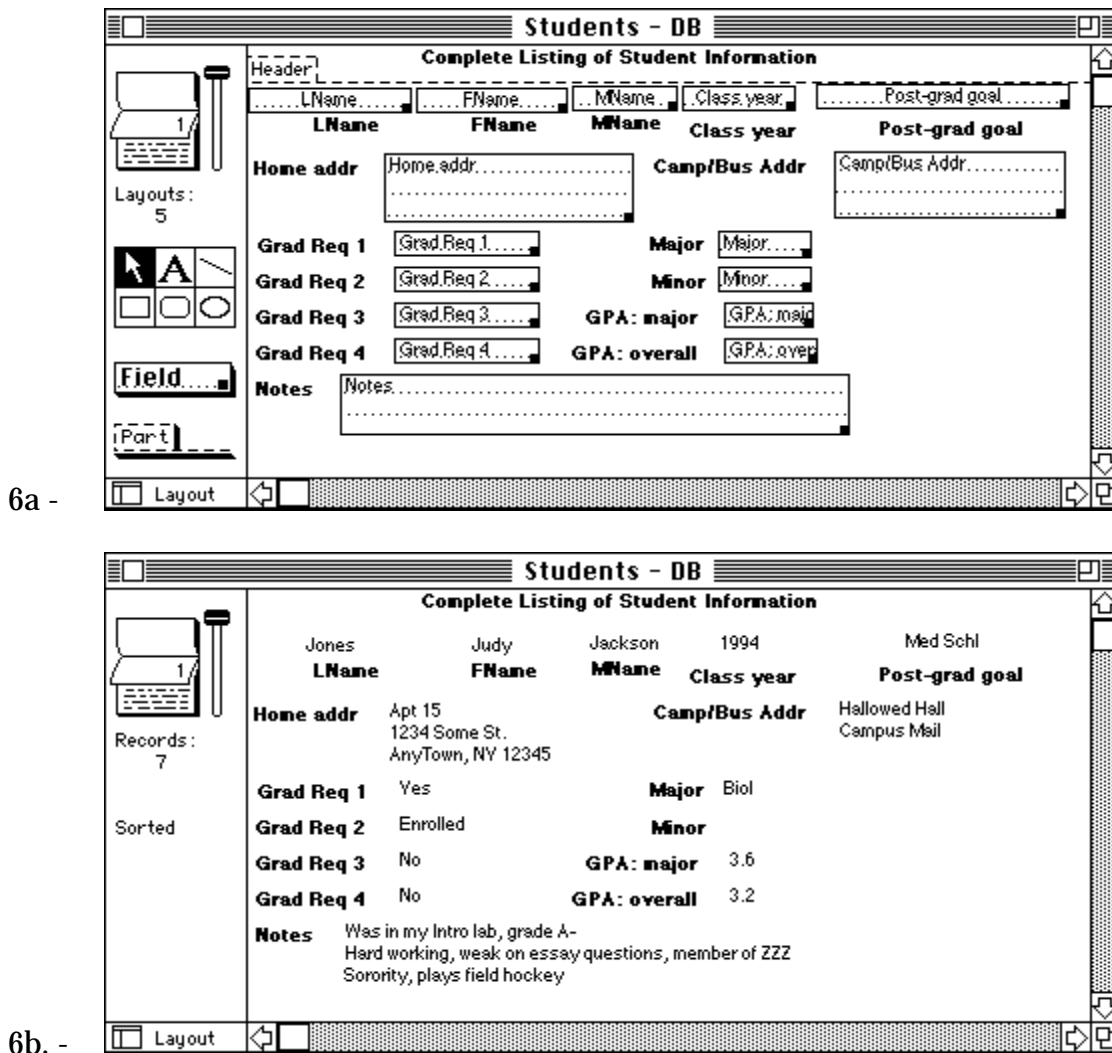 Students - DB
Complete Listing of Student Information
Header
LName FName MName Class year Post-grad goal
LName FName MName Class year Post-grad goal
1
Home addr Home addr Camp/Bus Addr Camp/Bus Addr
Layouts:
5
Grad Req 1 Grad Req 1 Major Major
A
Grad Req 2 Grad Req 2 Minor Minor
Grad Req 3 Grad Req 3 GPA: major GPA: majo
Grad Req 4 Grad Req 4 GPA: overall GPA: over
Field
Notes Notes
Part
6a - Layout
Students - DB
Complete Listing of Student Information
Jones Judy Jackson 1994 Med Schl
1 LName FName MName Class year Post-grad goal
Home addr Apt 15 Camp/Bus Addr Hallowed Hall
1234 Some St. Campus Mail
Records:
AnyTown, NY 12345
7
Grad Req 1 Yes Major Biol
Sorted Grad Req 2 Enrolled Minor
Grad Req 3 No GPA: major 3.6
Grad Req 4 No GPA: overall 3.2
Notes Was in my Intro lab, grade A-
Hard working, weak on essay questions, member of ZZZ
Sorority, plays field hockey
6b. - Layout